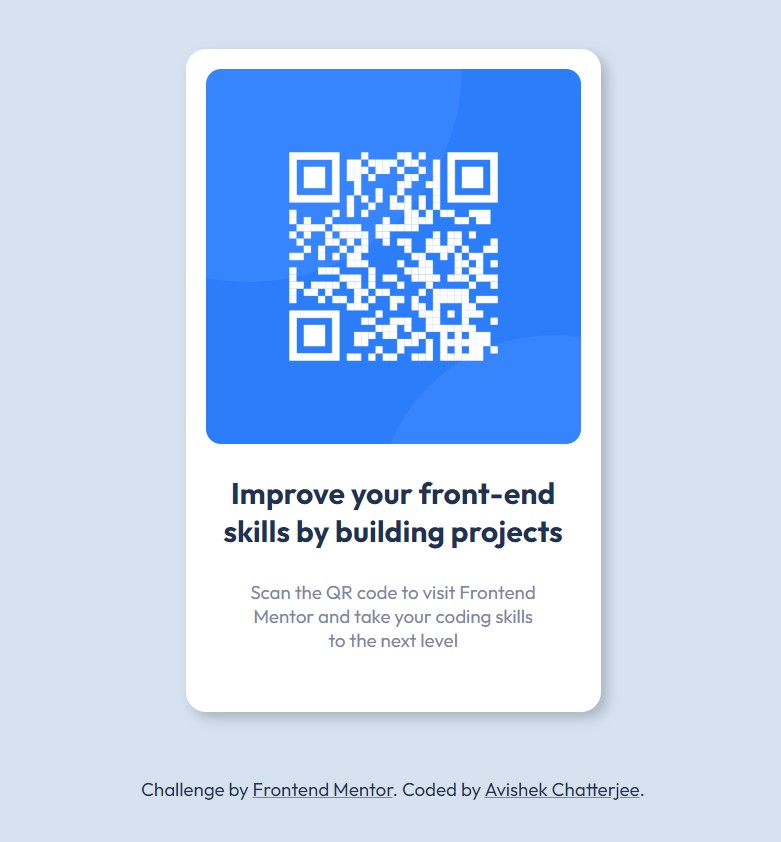 Improve your front-end
skills by building projects
Scan the QR code to visit Frontend
Mentor and take your coding skills
to the next level
Challenge by Frontend Mentor. Coded by Avishek Chatterjee.